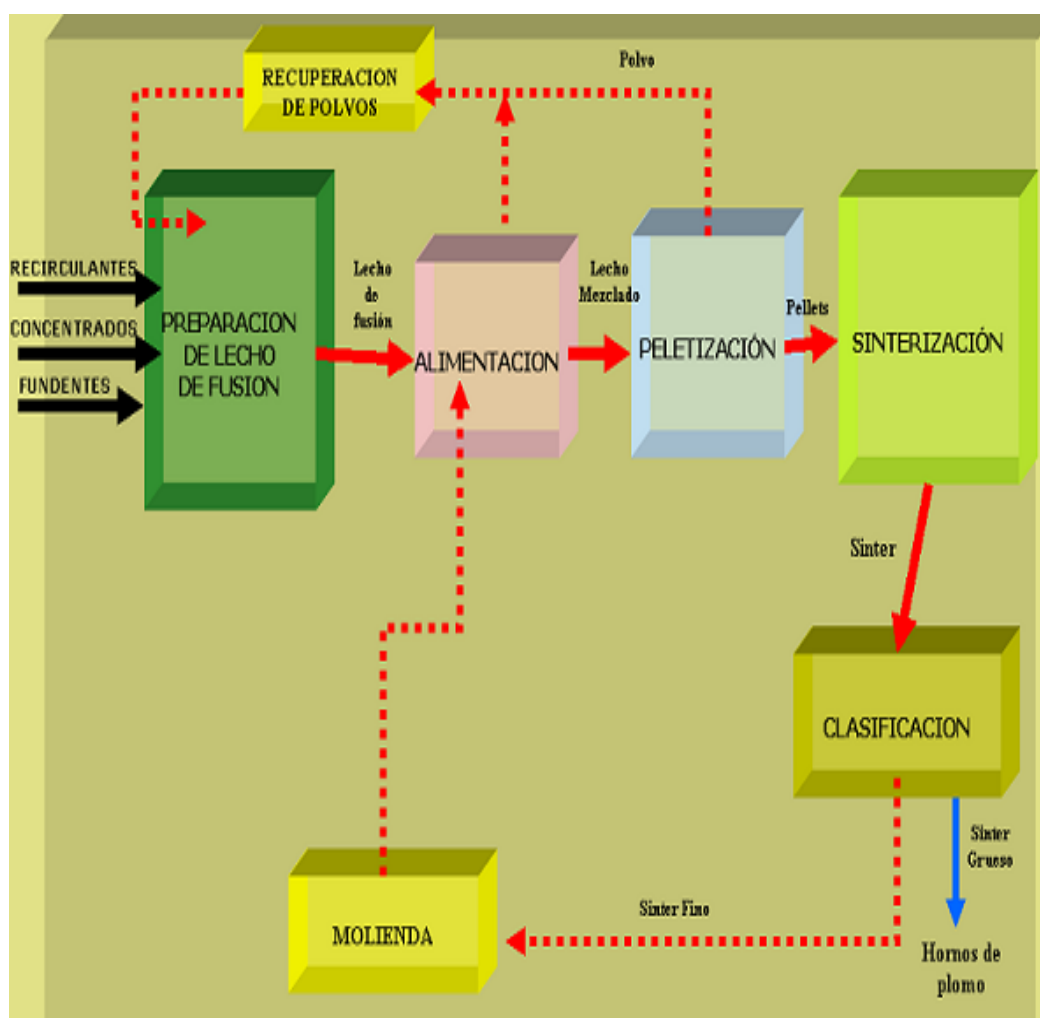 Polvo
RECUPERACION
DE POLVOS
RECIRCULANTES
CONCENTRADOS
FUNDENTES
PREPARACION
DE LECHO
DE FUSION
Lecho
de
fusión
ALIMENTACION
Lecho
Mezclado
PELETIZACIÓN
Pellets
SINTERIZACIÓN
Sinter
CLASIFICACION
Sinter
Grueso
Hornos de
plomo
Sinter Fino
MOLIENDA